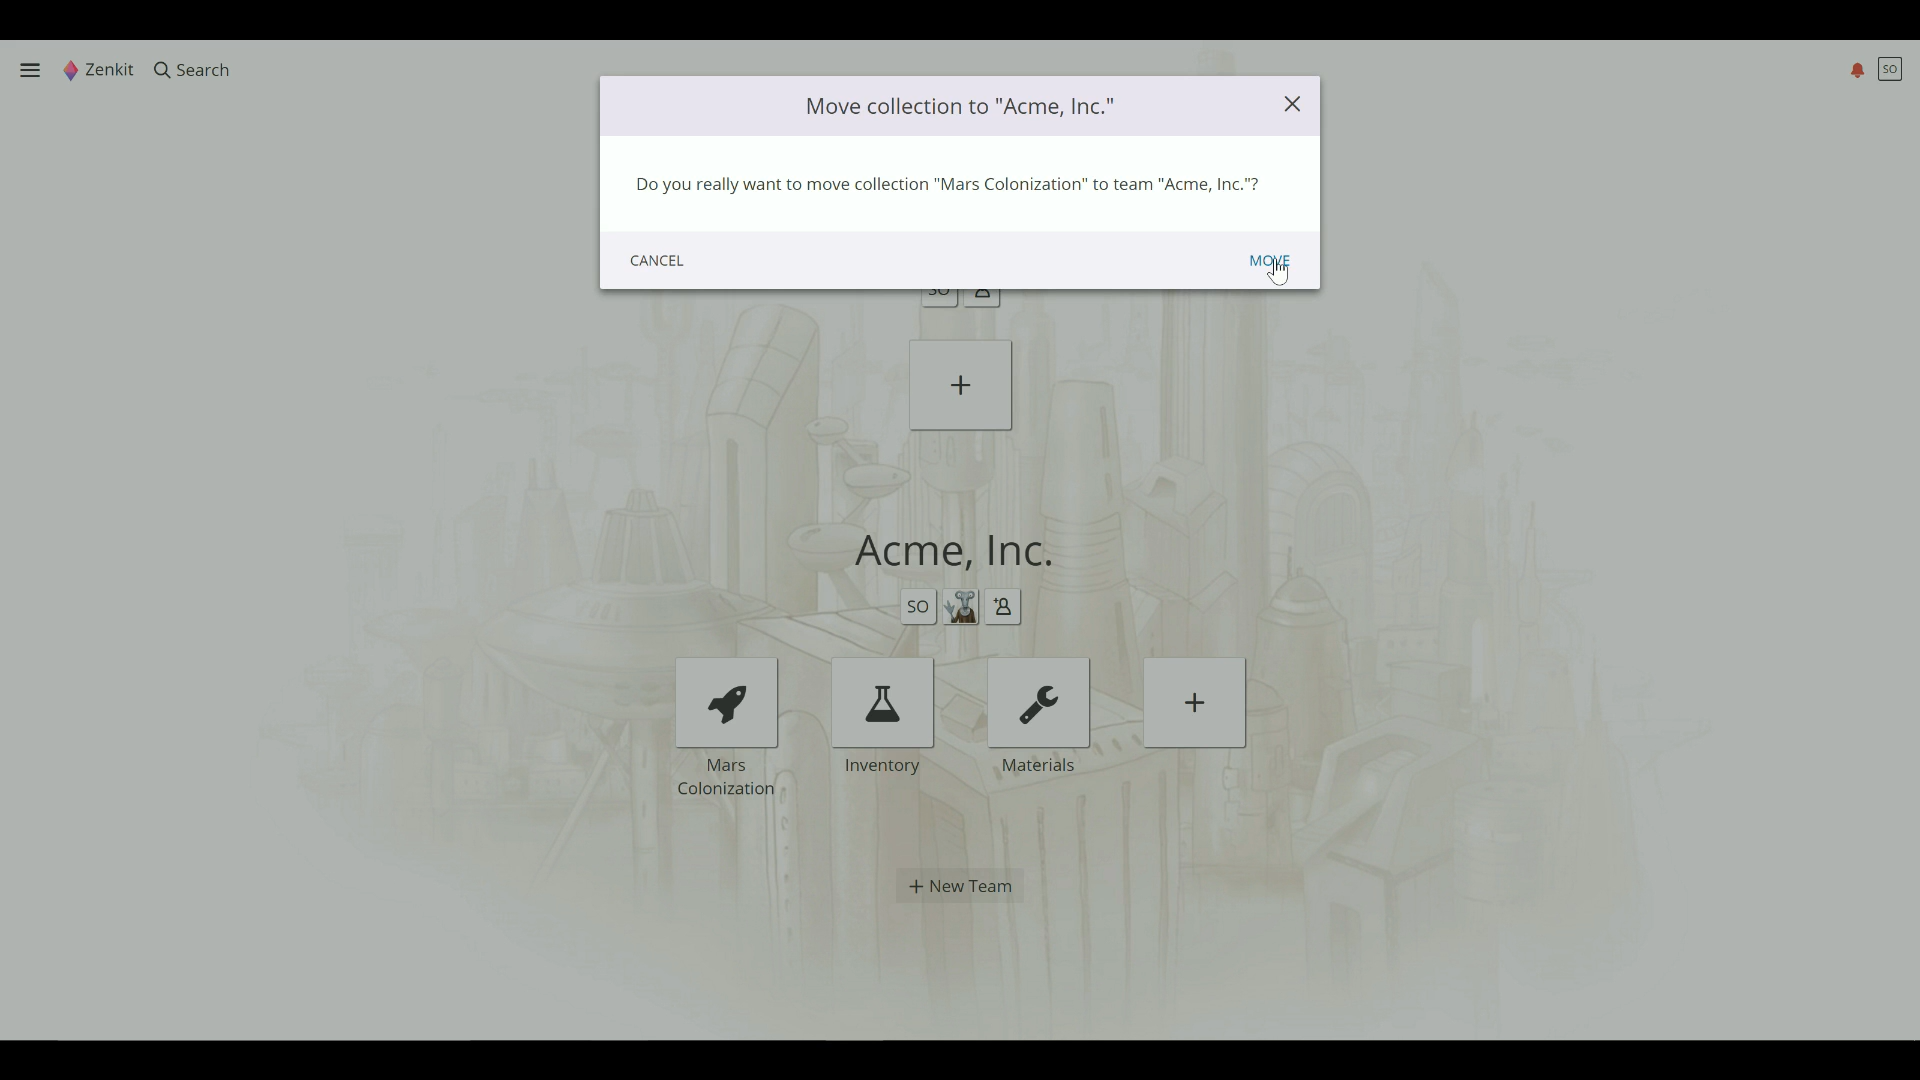 Zenkit
Search
SO
Move collection to "Acme, Inc."
Do you really want to move collection "Mars Colonization" to team "Acme, Inc."?
CANCEL
MOVE
SO
Acme, Inc.
SO
Mars
Colonization
Inventory
Materials
+ New Team